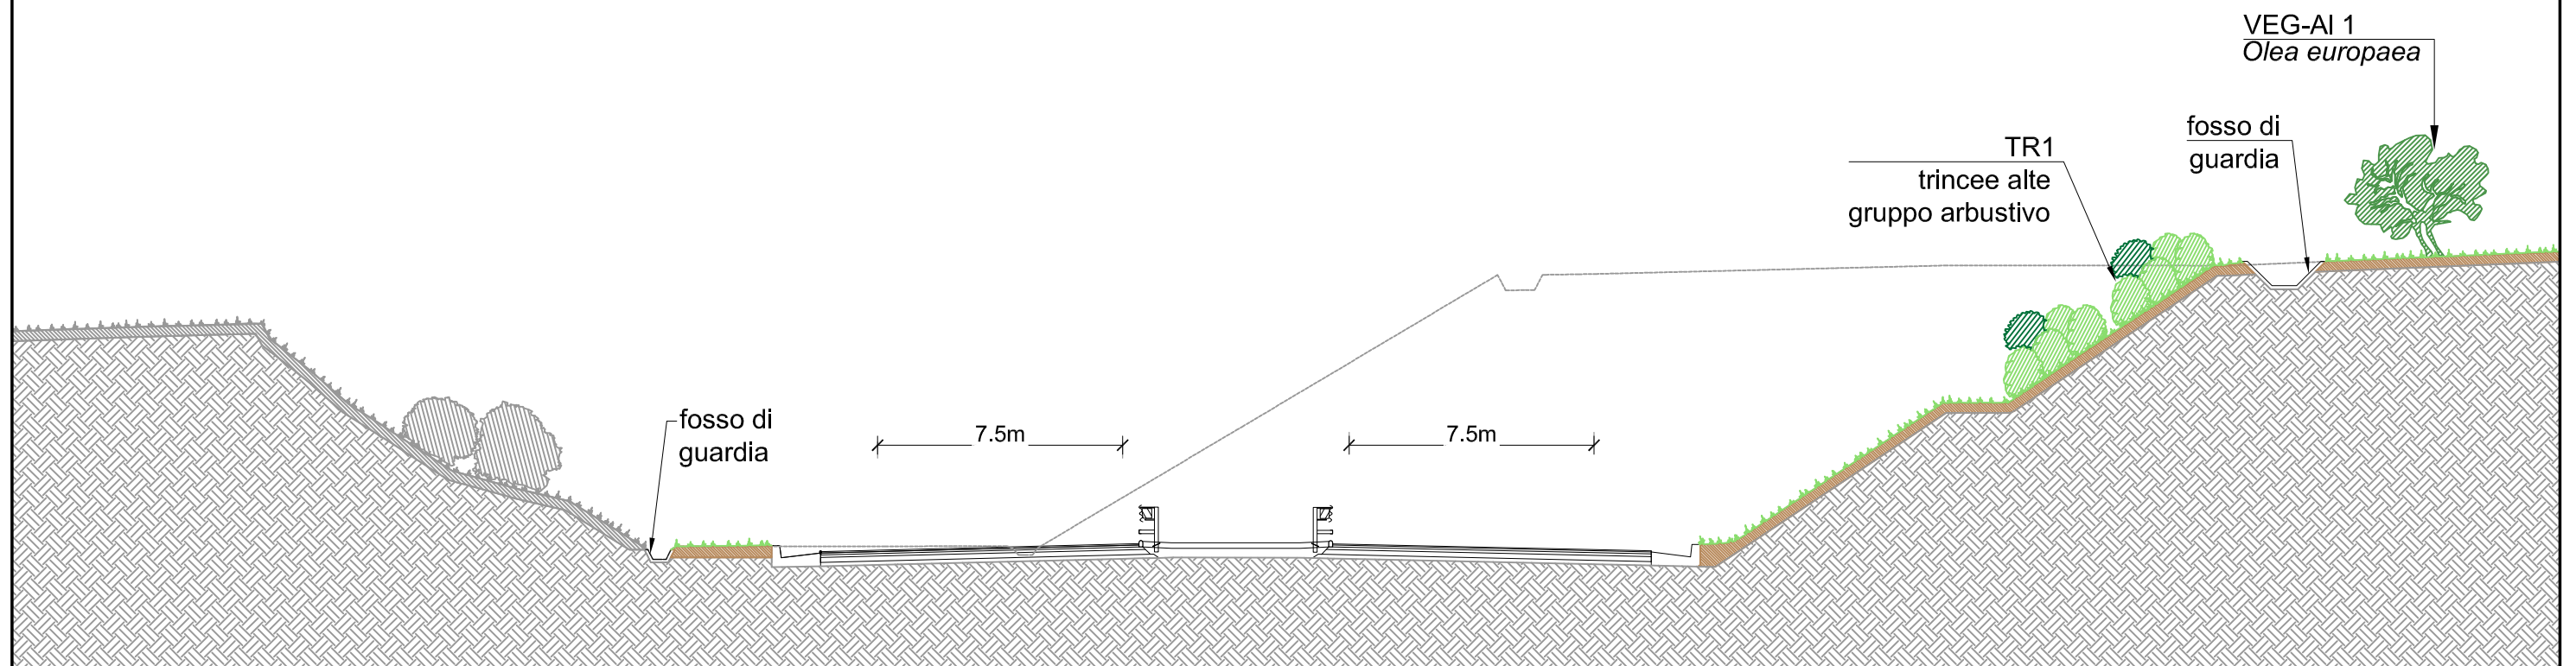 VEG-AI 1
Olea europaea
fosso di
guardia
TR1
trincee alte
gruppo arbustivo
fosso di
guardia
7.5m
7.5m